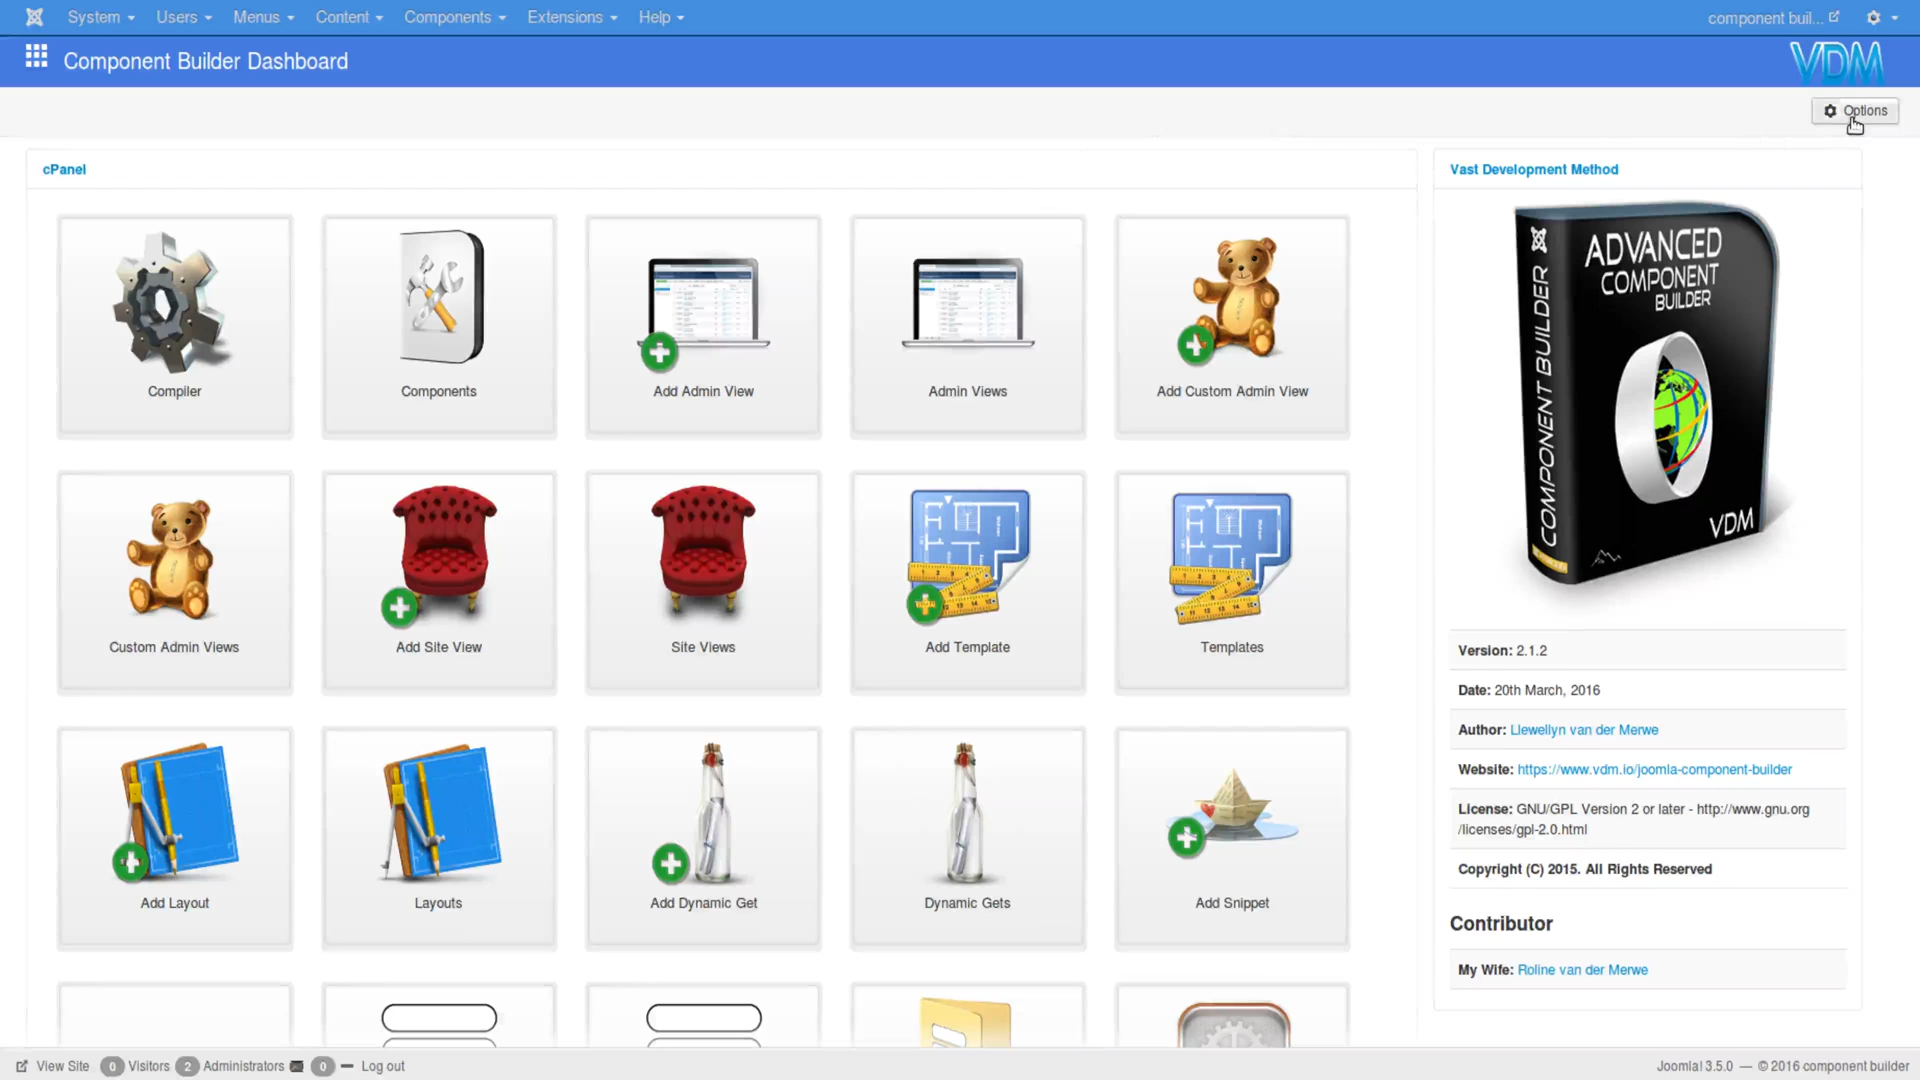 System Users Menus Content Components Extensions Help component buil...
Component Builder Dashboard VDM
Options
cPanel
Compiler Components Add Admin View Admin Views Add Custom Admin View
Custom Admin Views Add Site View Site Views Add Template Templates
Add Layout Layouts Add Dynamic Get Dynamic Gets Add Snippet
Vast Development Method
ADVANCED
COMPONENT
BUILDER
COMPONENT BUILDER
VDM
Version: 2.1.2
Date: 20th March, 2016
Author: Llewellyn van der Merwe
Website: https://www.vdm.io/joomla-component-builder
License: GNU/GPL Version 2 or later - http://www.gnu.org
/licenses/gpl-2.0.html
Copyright (C) 2015. All Rights Reserved
Contributor
My Wife: Roline van der Merwe
View Site 0 Visitors 2 Administrators 0 Log out Joomla! 3.5.0 — © 2016 component builder